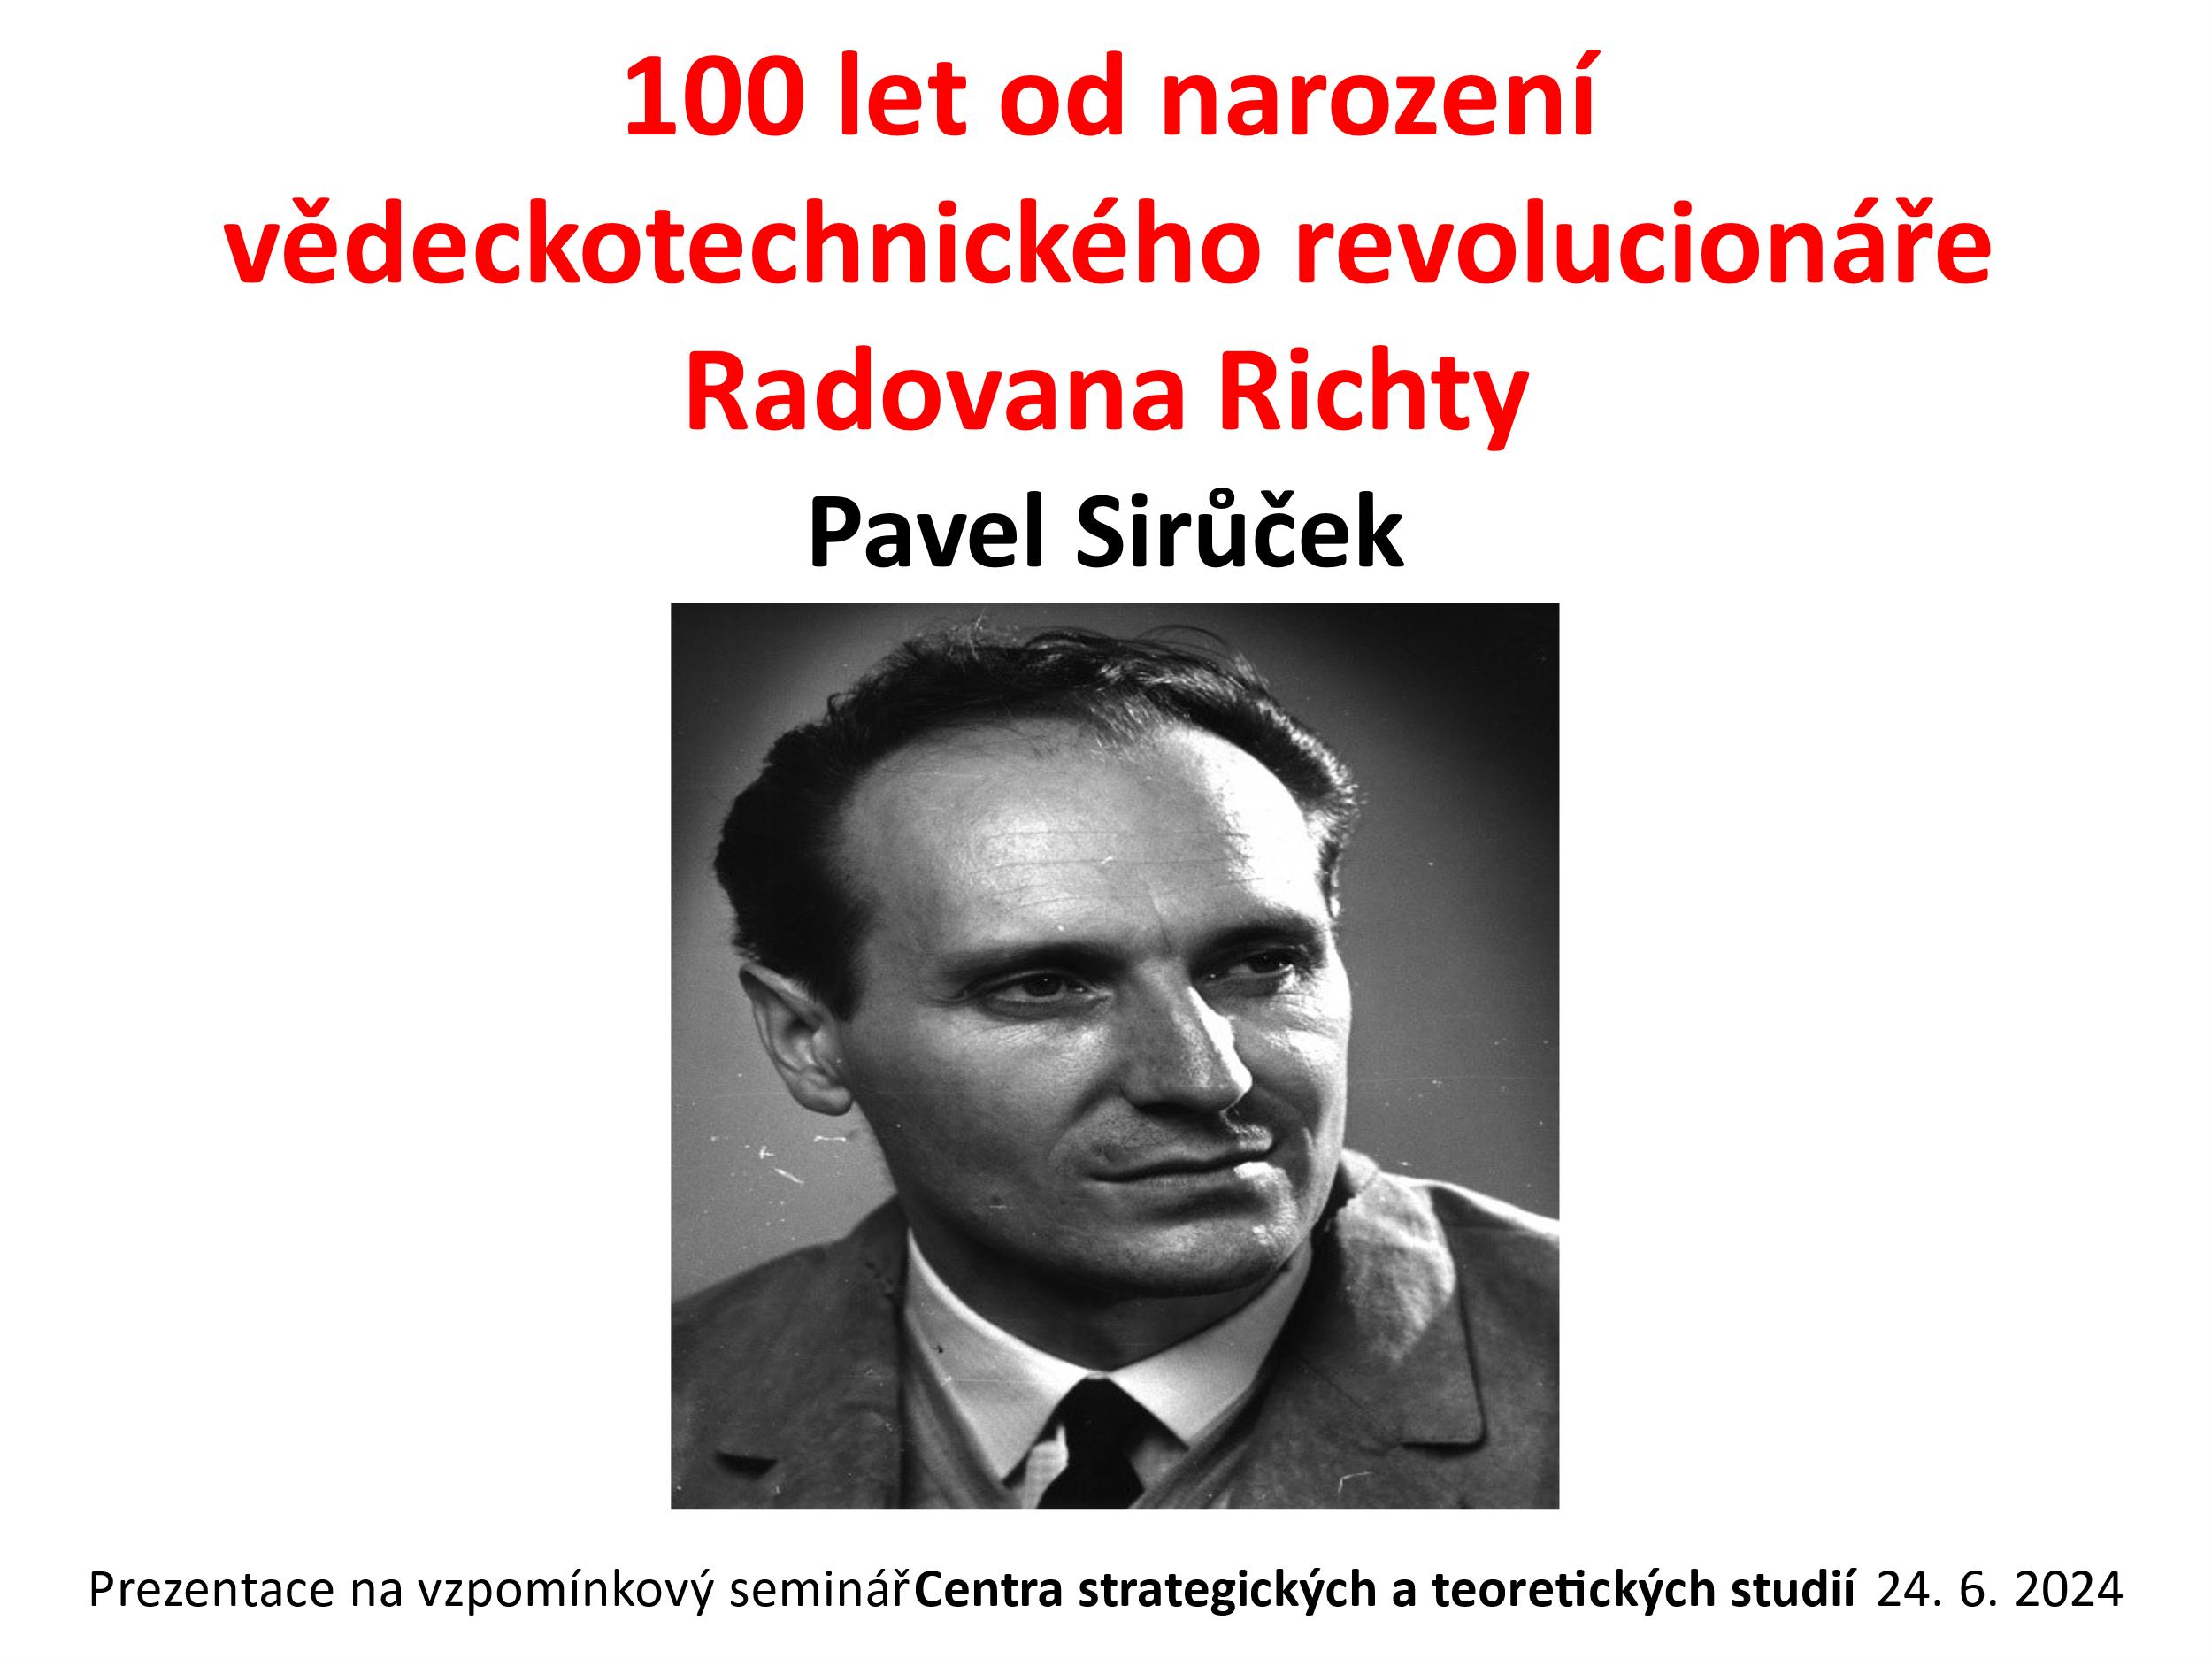 100 let od narození
vědeckotechnického revolucionáře
Radovana Richty
Pavel Sirůček
Prezentace na vzpomínkový seminář Centra strategických a teoretických studií 24. 6. 2024